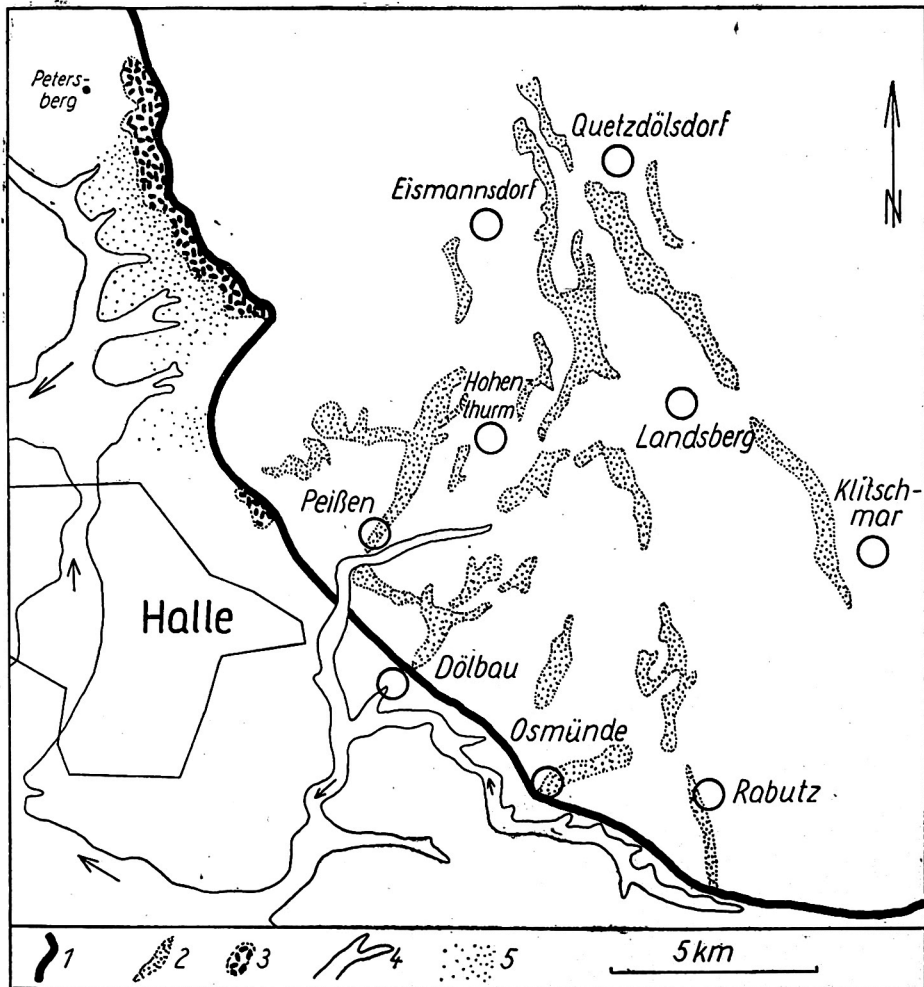 Peters-
berg
Quetzdölsdorf
Eismannsdorf
N
Hohen-
thurm
Landsberg
Klitsch-
mar
Peißen
Halle
Dölbau
Osmünde
Rabutz
1 2 3 4 5 5 km